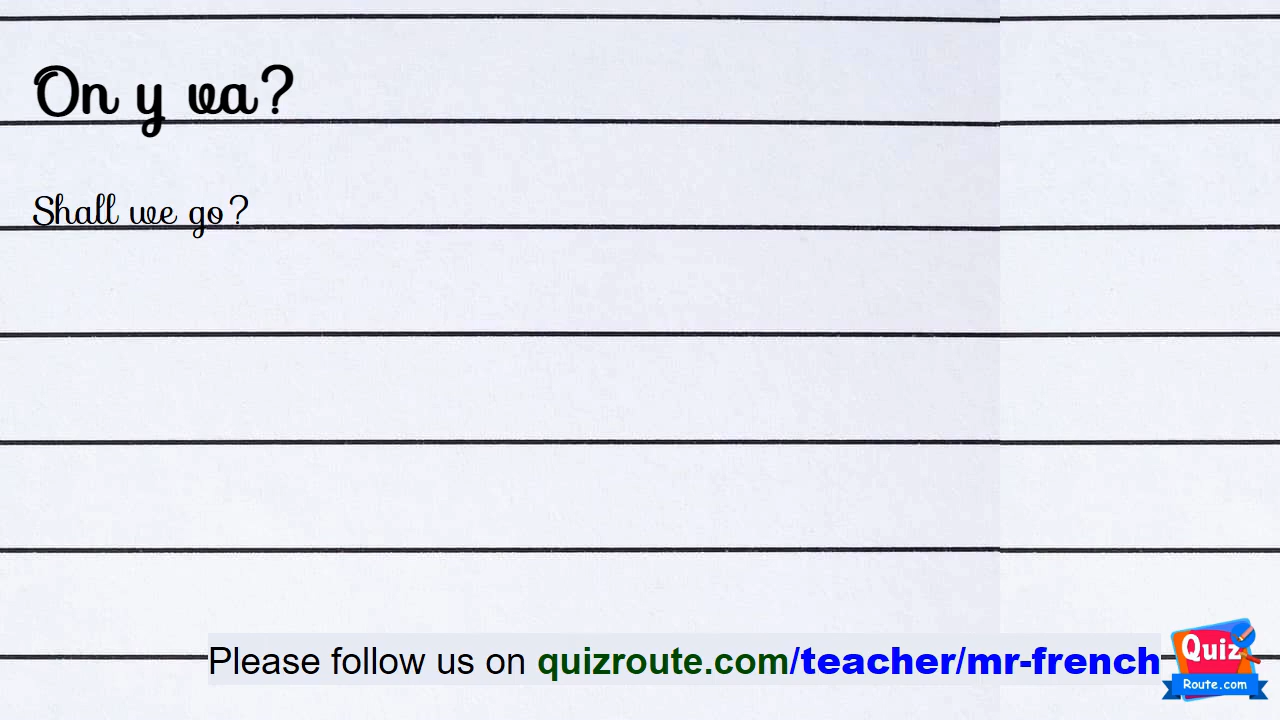 On y va?
Shall we go?
Please follow us on quizroute.com/teacher/mr-french
Quiz
Route.com